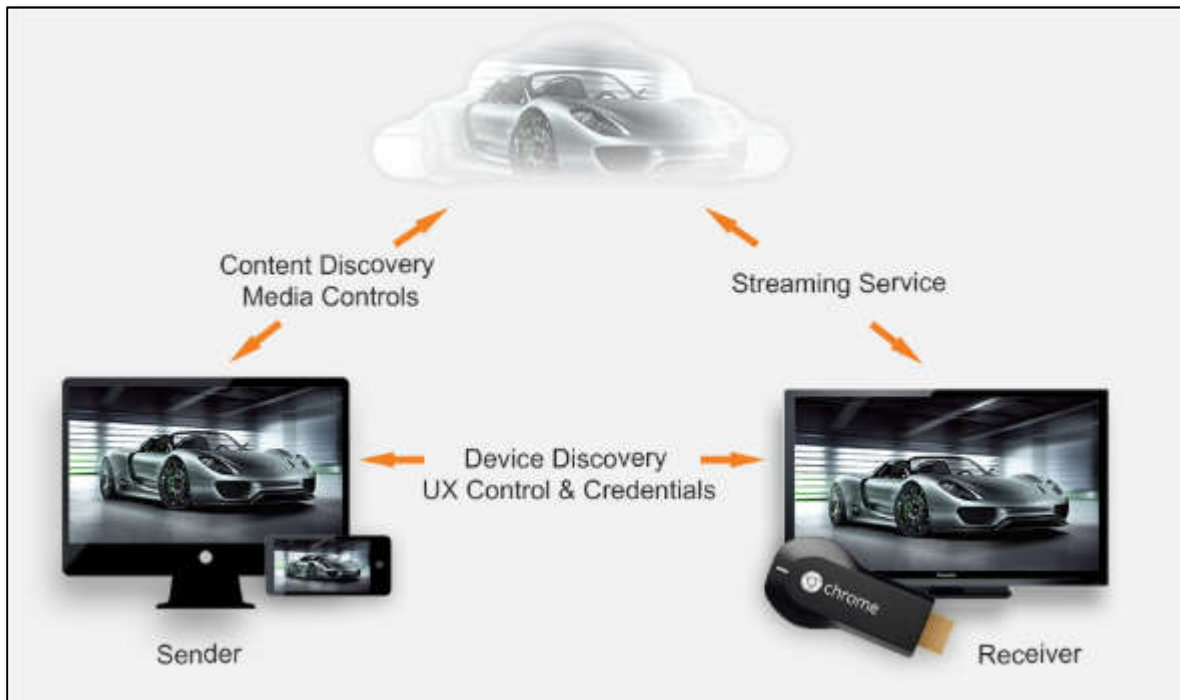 Content Discovery
Media Controls
Streaming Service
Device Discovery
UX Control & Credentials
chrome
Sender
Receiver